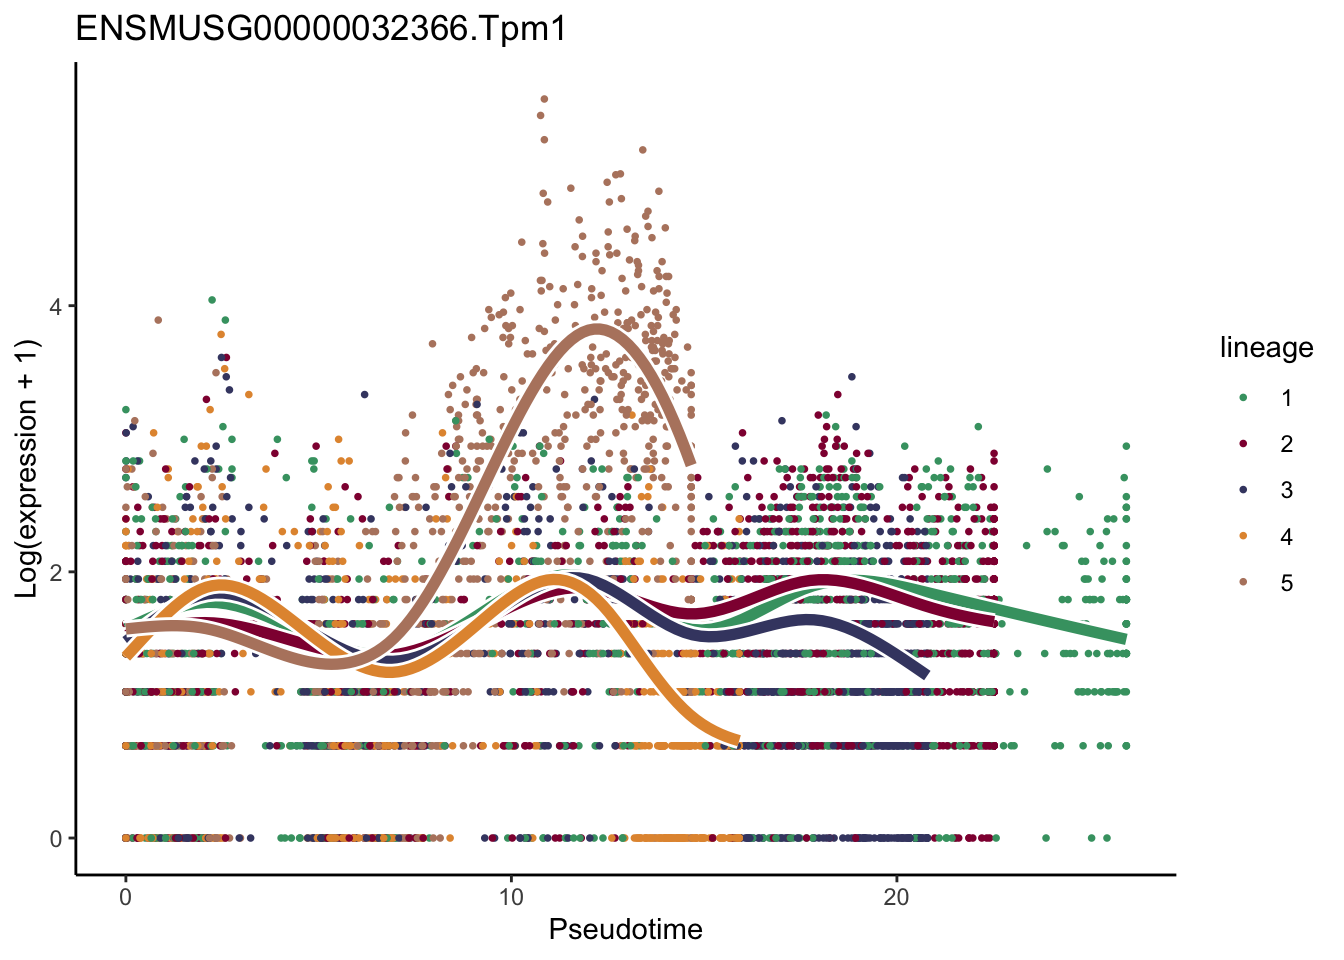 ENSMUSG00000032366.Tpm1
Log(expression + 1)
4
2
0
0
10
20
Pseudotime
lineage
1
2
3
4
5